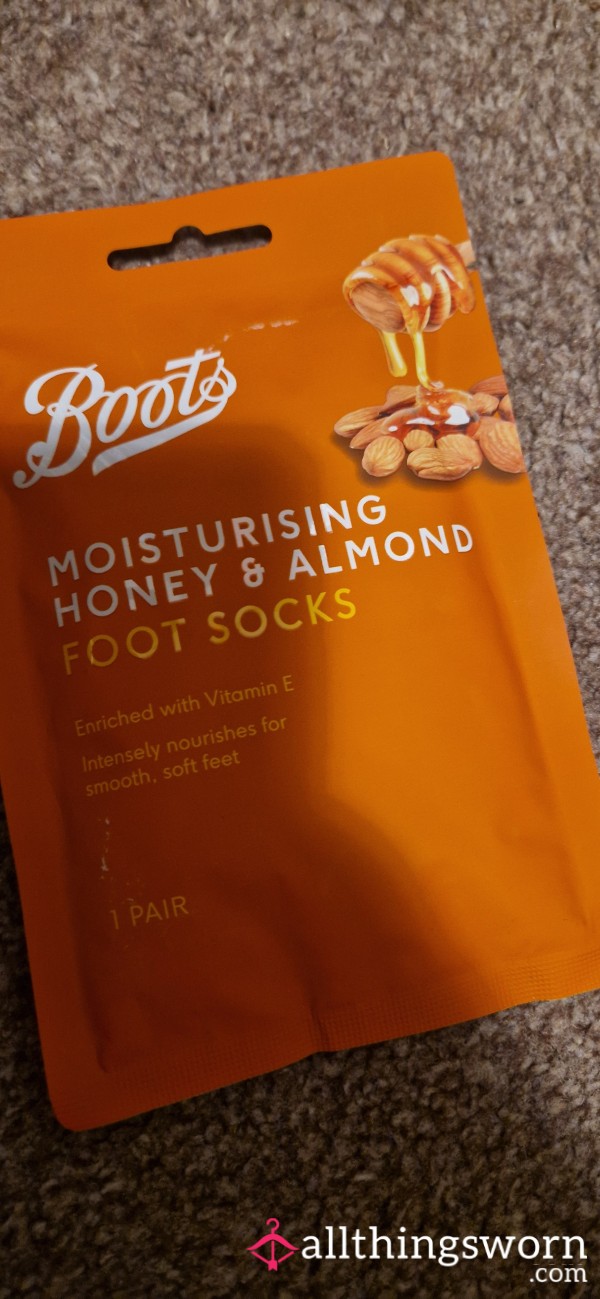 Boots
MOISTURISING
HONEY & ALMOND
FOOT SOCKS
Enriched with Vitamin E
Intensely nourishes for
smooth, soft feet
1 PAIR
allthingsworn
.com